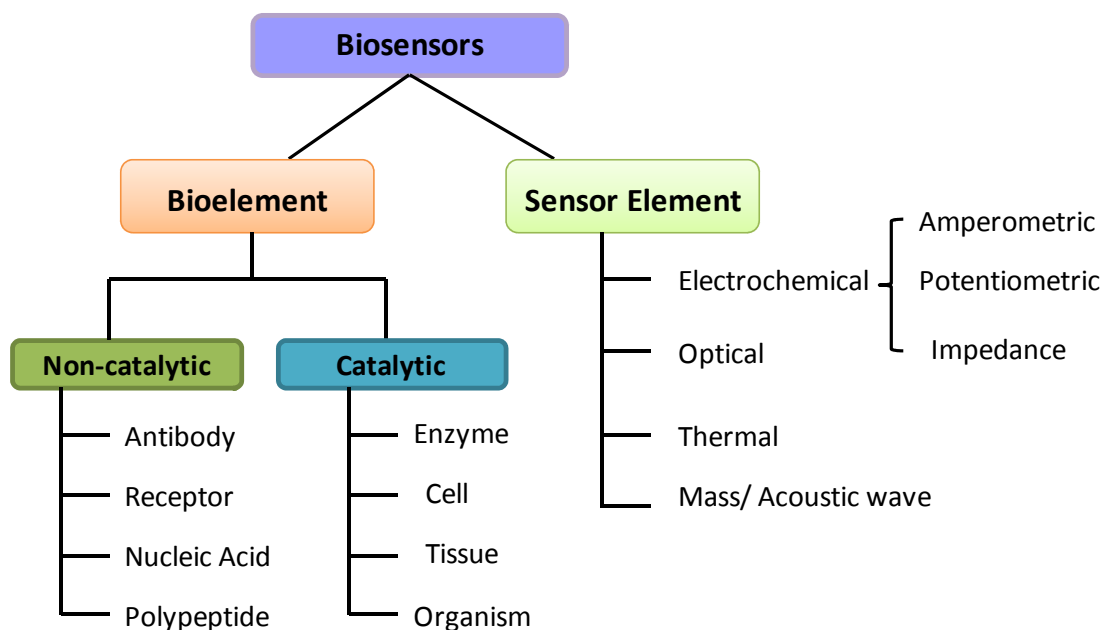 Biosensors
Bioelement
Sensor Element
Non-catalytic
Antibody
Receptor
Nucleic Acid
Polypeptide
Catalytic
Enzyme
Cell
Tissue
Organism
Electrochemical
Amperometric
Potentiometric
Impedance
Optical
Thermal
Mass/ Acoustic wave